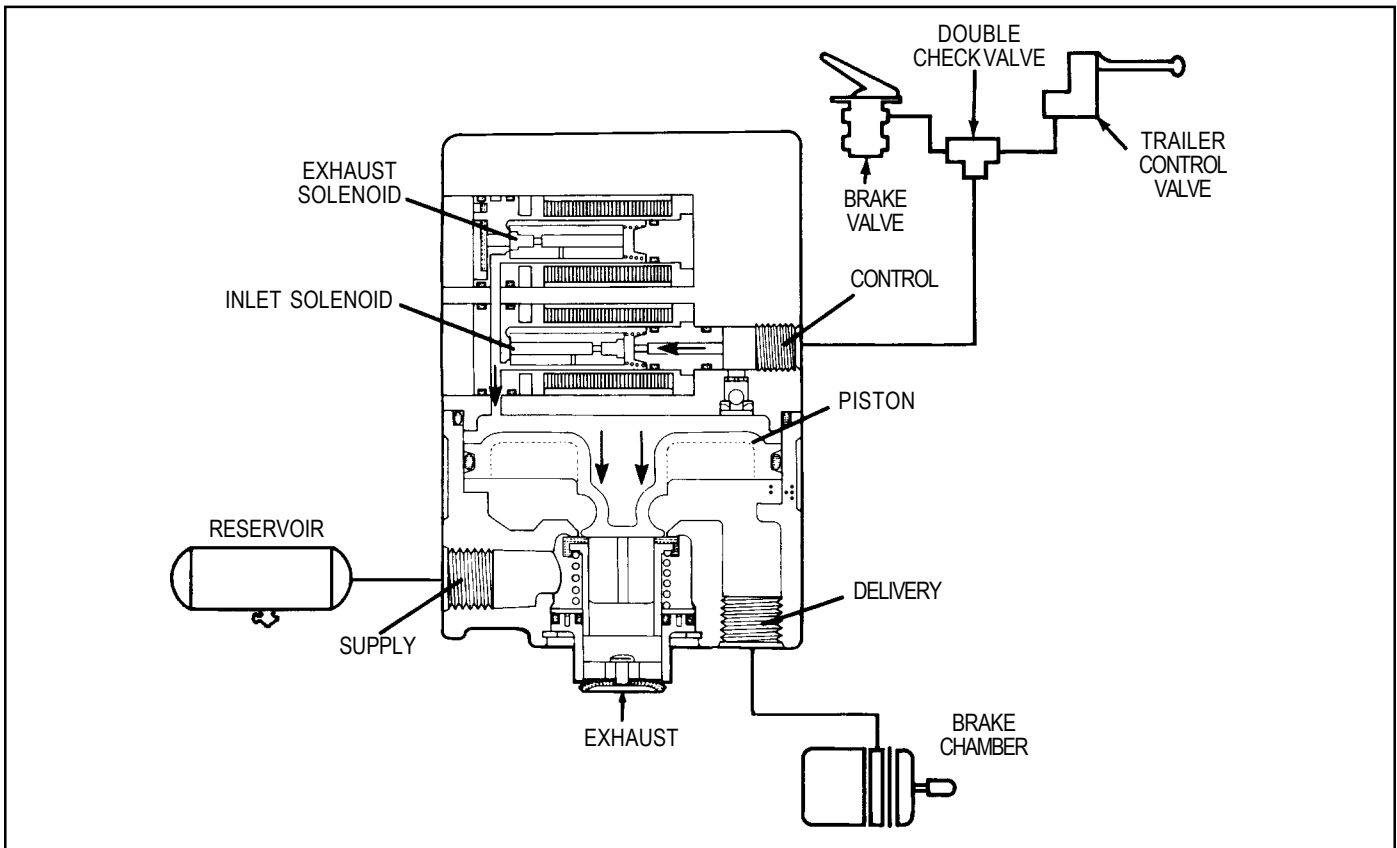 DOUBLE
CHECK VALVE
TRAILER
CONTROL
VALVE
BRAKE
VALVE
EXHAUST
SOLENOID
INLET SOLENOID
CONTROL
PISTON
RESERVOIR
SUPPLY
DELIVERY
EXHAUST
BRAKE
CHAMBER